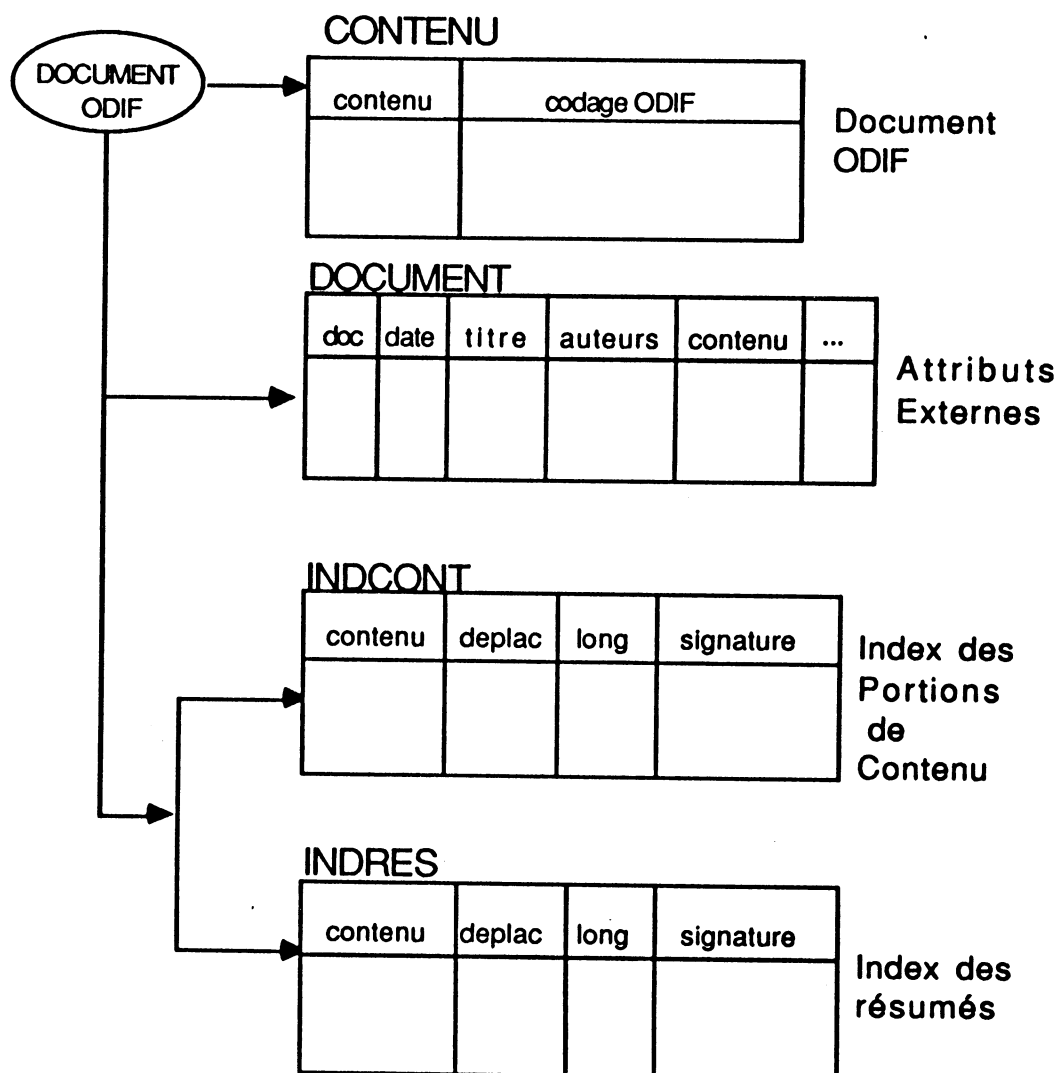 DOCUMENT
ODIF
CONTENU
contenu codage ODIF
Document
ODIF
DOCUMENT
doc date titre auteurs contenu ...
Attributs
Externes
INDCONT
contenu deplac long signature
Index des
Portions
de
Contenu
INDRES
contenu deplac long signature
Index des
résumés